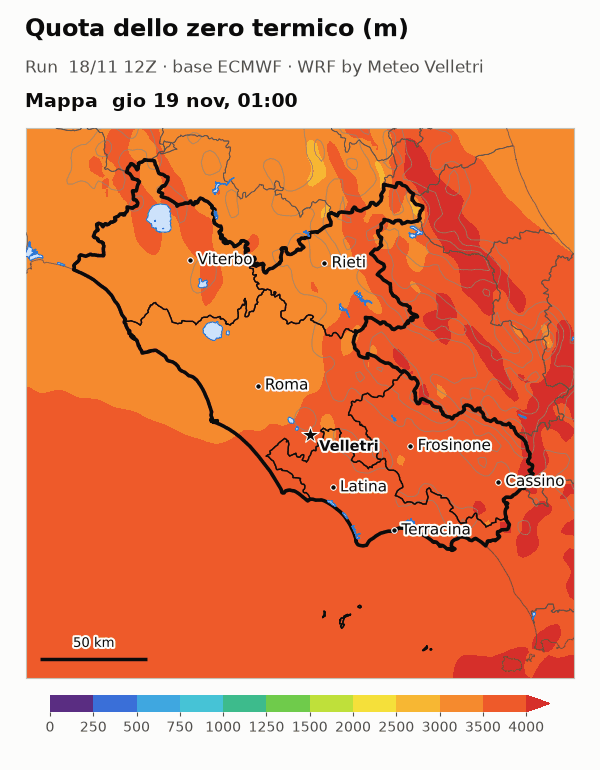 Quota dello zero termico (m)
Run  18/11 12Z · base ECMWF · WRF by Meteo Velletri
Mappa  gio 19 nov, 01:00
Viterbo
Rieti
Roma
Velletri
Frosinone
Cassino
Latina
Terracina
50 km
0 250 500 750 1000 1250 1500 2000 2500 3000 3500 4000